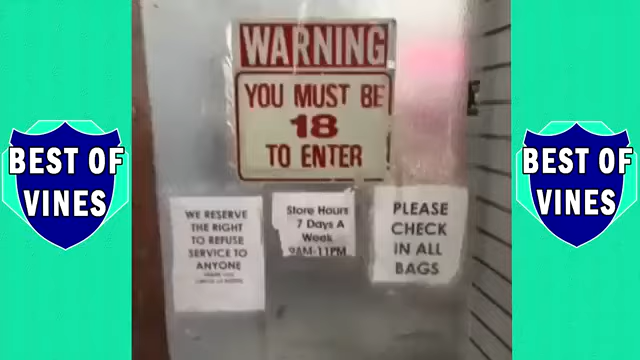 BEST OF
VINES
WARNING
YOU MUST BE
18
TO ENTER
WE RESERVE
THE RIGHT
TO REFUSE
SERVICE TO
ANYONE
Store Hours
7 Days A
Week
9AM-11PM
PLEASE
CHECK
IN ALL
BAGS
BEST OF
VINES